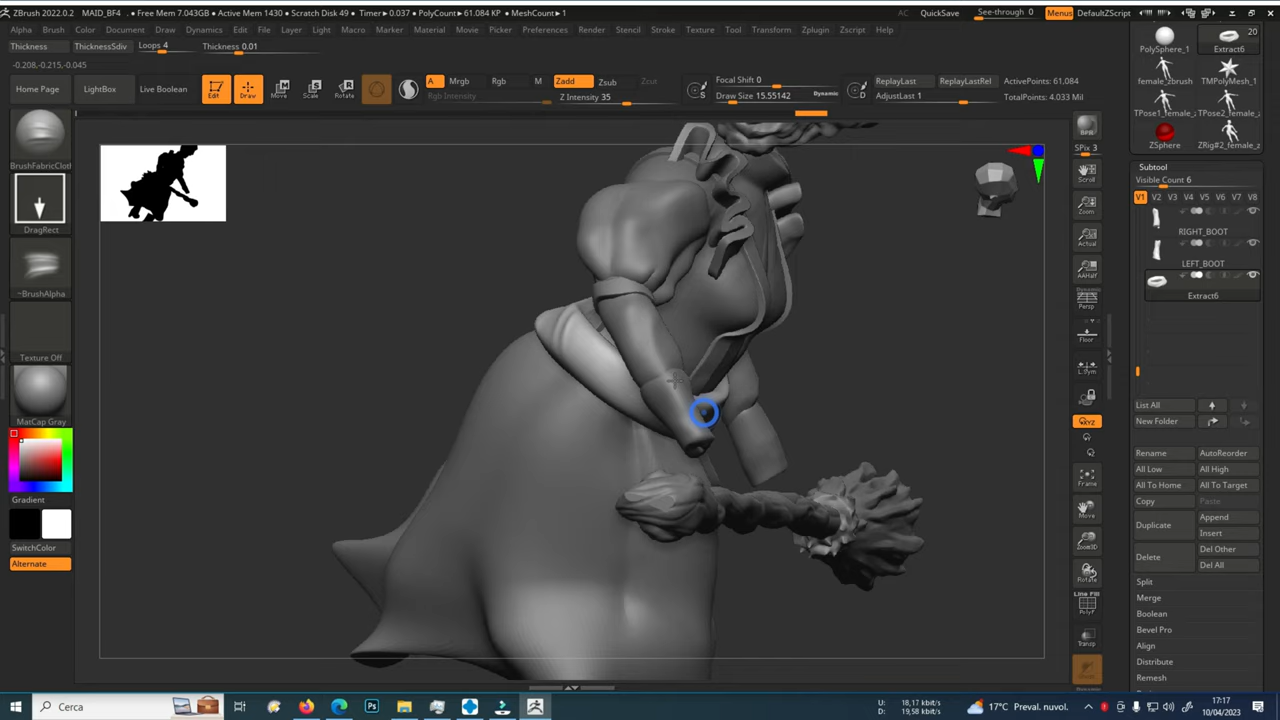 ZBrush 2022.0.2 MAID_BF4 • Free Mem 7.043GB • Active Mem 1430 • Scratch Disk 49 • Timer▶0.037 • PolyCount▶61.084 KP • MeshCount▶1
AC QuickSave See-through 0 Menus DefaultZScript
Alpha Brush Color Document Draw Dynamics Edit File Layer Light Macro Marker Material Movie Picker Preferences Render Stencil Stroke Texture Tool Transform Zplugin Zscript Help
Thickness ThicknessSdiv Loops 4 Thickness 0.01
-0.208,-0.215,-0.045
Home Page LightBox Live Boolean Edit Draw Move Scale Rotate
A Mrgb Rgb M Zadd Zsub Zcut
Rgb Intensity Z Intensity 35
Focal Shift 0
Draw Size 15.55142 Dynamic
ReplayLast ReplayLastRel ActivePoints: 61,084
AdjustLast 1 TotalPoints: 4.033 Mil
BrushFabricCloth
DragRect
~BrushAlpha
Texture Off
MatCap Gray
Gradient
SwitchColor
Alternate
BPR
SPix 3
Scroll
Zoom
Actual
AAHalf
Dynamic
Persp
Floor
L.Sym
XYZ
Frame
Move
Zoom3D
Rotate
Line Fill
PolyF
Transp
20
PolySphere_1 Extract6
female_zbrush TMPolyMesh_1
TPose1_female_z TPose2_female_z
ZSphere ZRig#2_female_z
Subtool
Visible Count 6
V1 V2 V3 V4 V5 V6 V7 V8
RIGHT_BOOT
LEFT_BOOT
Extract6
List All
New Folder
Rename AutoReorder
All Low All High
All To Home All To Target
Copy Paste
Duplicate Append
Insert
Delete Del Other
Del All
Split
Merge
Boolean
Bevel Pro
Align
Distribute
Remesh
Cerca
Ps
U: 18,17 kbit/s
D: 19,58 kbit/s
17°C Preval. nuvol.
17:17
10/04/2023